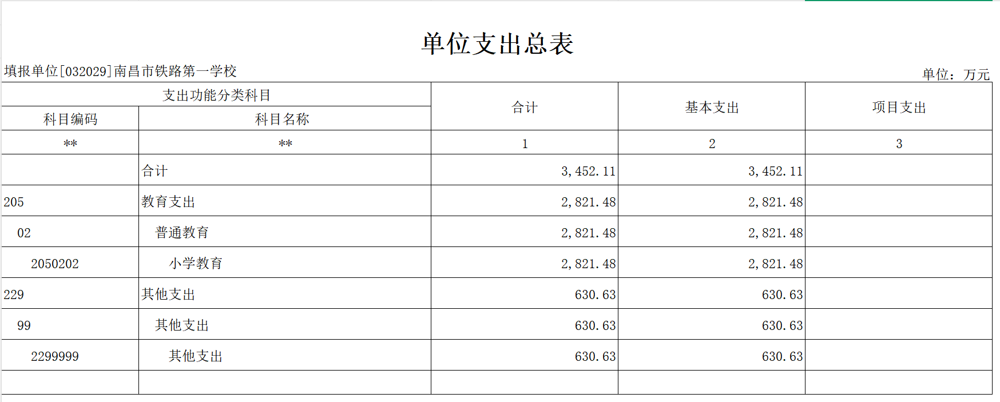 单位支出总表
填报单位[032029]南昌市铁路第一学校 单位：万元
支出功能分类科目 合计 基本支出 项目支出
科目编码 科目名称
** ** 1 2 3
合计 3,452.11 3,452.11
205 教育支出 2,821.48 2,821.48
02 普通教育 2,821.48 2,821.48
2050202 小学教育 2,821.48 2,821.48
229 其他支出 630.63 630.63
99 其他支出 630.63 630.63
2299999 其他支出 630.63 630.63